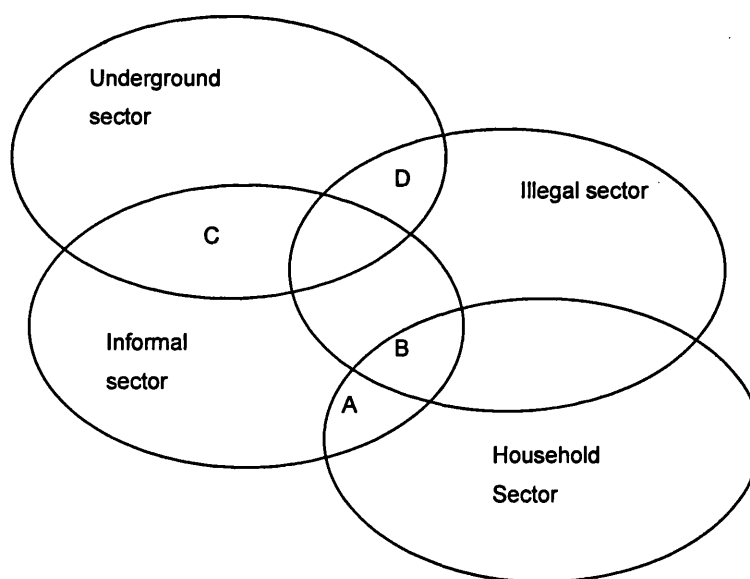 Underground
sector
D
Illegal sector
C
Informal
sector
B
A
Household
Sector